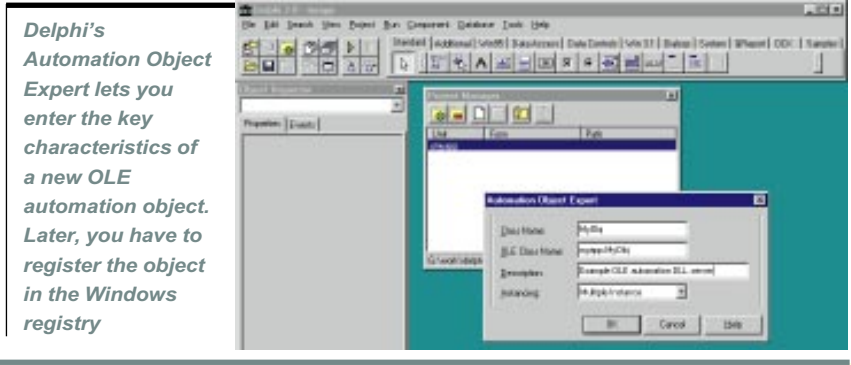 Delphi's
Automation Object
Expert lets you
enter the key
characteristics of
a new OLE
automation object.
Later, you have to
register the object
in the Windows
registry
File Edit Search View Project Run Component Database Tools Help
Standard Additional Win95 Data Access Data Controls Win 3.1 Dialogs System QReport OCX Samples
Object Inspector
Properties Events
Project Manager
Unit Form Path
Automation Object Expert
Class Name:
OLE Class Name:
Description: Example OLE automation DLL server
Instancing: Multiple Instance
OK Cancel Help